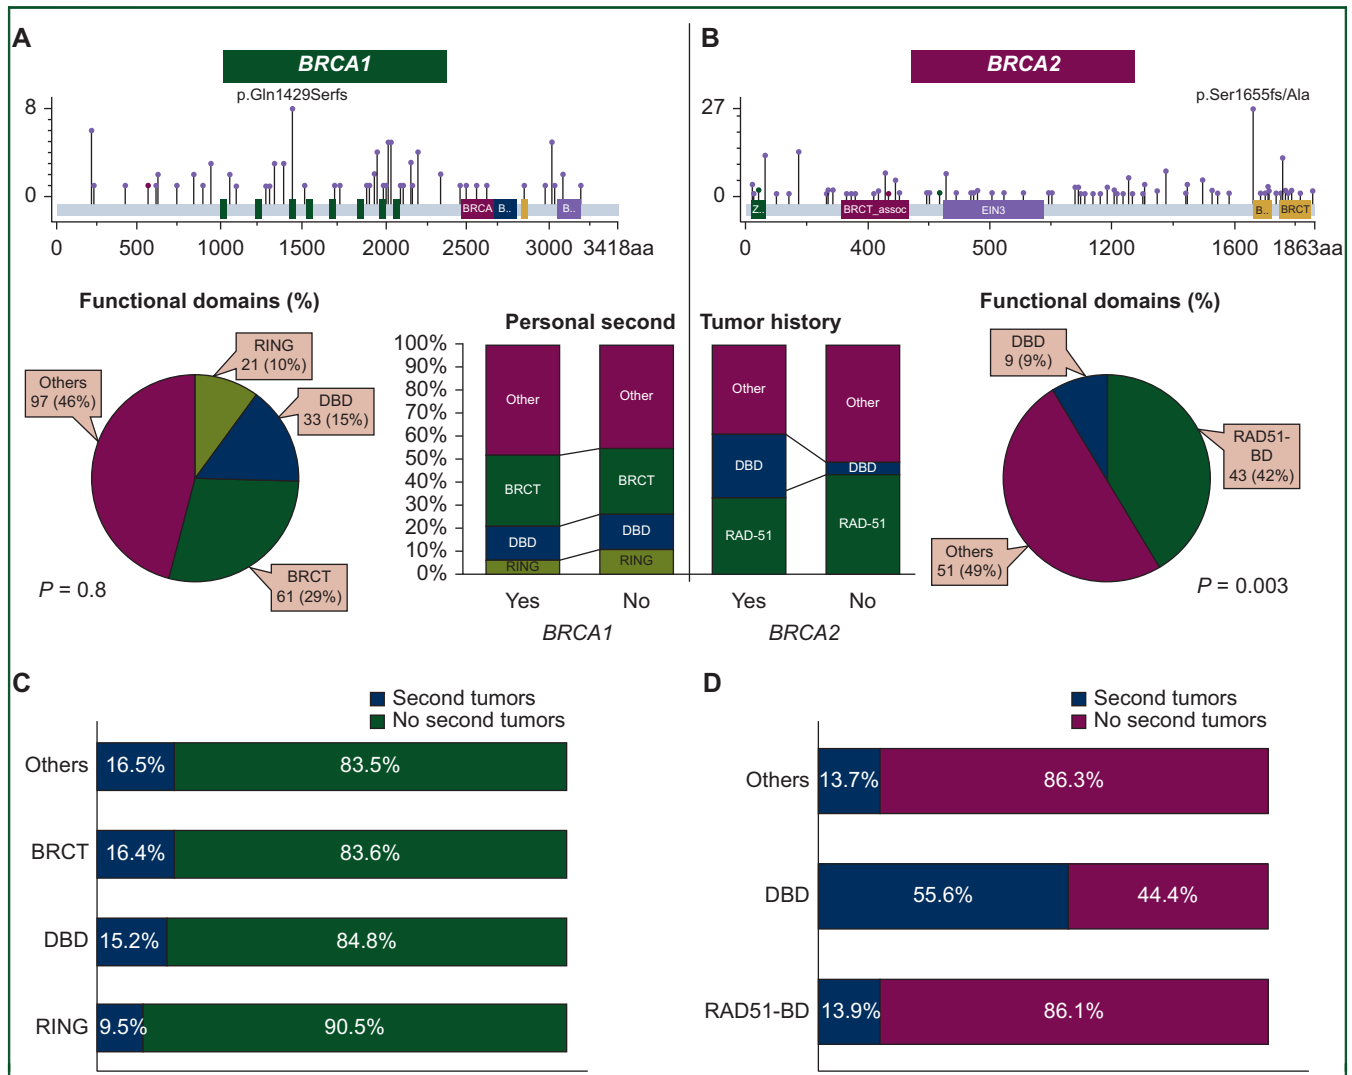 A
BRCA1
p.Gln1429Serfs
8
0
BRCA
B..
B..
0
500
1000
1500
2000
2500
3000
3418aa
B
BRCA2
p.Ser1655fs/Ala
27
0
Z..
BRCT_assoc
EIN3
B..
BRCT
0
400
500
1200
1600
1863aa
Functional domains (%)
RING
21 (10%)
Others
97 (46%)
DBD
33 (15%)
BRCT
61 (29%)
P = 0.8
Personal second
Tumor history
100%
90%
80%
70%
60%
50%
40%
30%
20%
10%
0%
Other
BRCT
DBD
RING
Other
BRCT
DBD
RING
Other
DBD
RAD-51
Other
DBD
RAD-51
Yes
No
Yes
No
BRCA1
BRCA2
Functional domains (%)
DBD
9 (9%)
RAD51-
BD
43 (42%)
Others
51 (49%)
P = 0.003
C
Second tumors
No second tumors
Others
16.5%
83.5%
BRCT
16.4%
83.6%
DBD
15.2%
84.8%
RING
9.5%
90.5%
D
Second tumors
No second tumors
Others
13.7%
86.3%
DBD
55.6%
44.4%
RAD51-BD
13.9%
86.1%